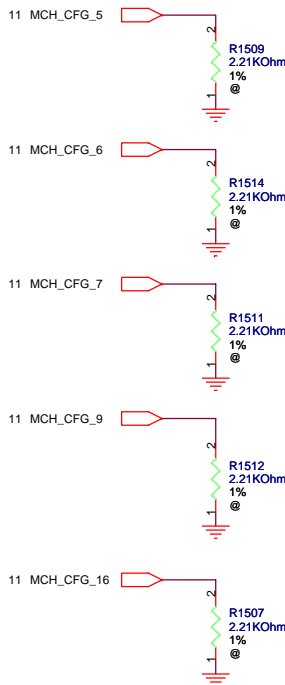 11 MCH_CFG_5
2
R1509
2.21KOhm
1%
@
1
11 MCH_CFG_6
2
R1514
2.21KOhm
1%
@
1
11 MCH_CFG_7
2
R1511
2.21KOhm
1%
@
1
11 MCH_CFG_9
2
R1512
2.21KOhm
1%
@
1
11 MCH_CFG_16
2
R1507
2.21KOhm
1%
@
1